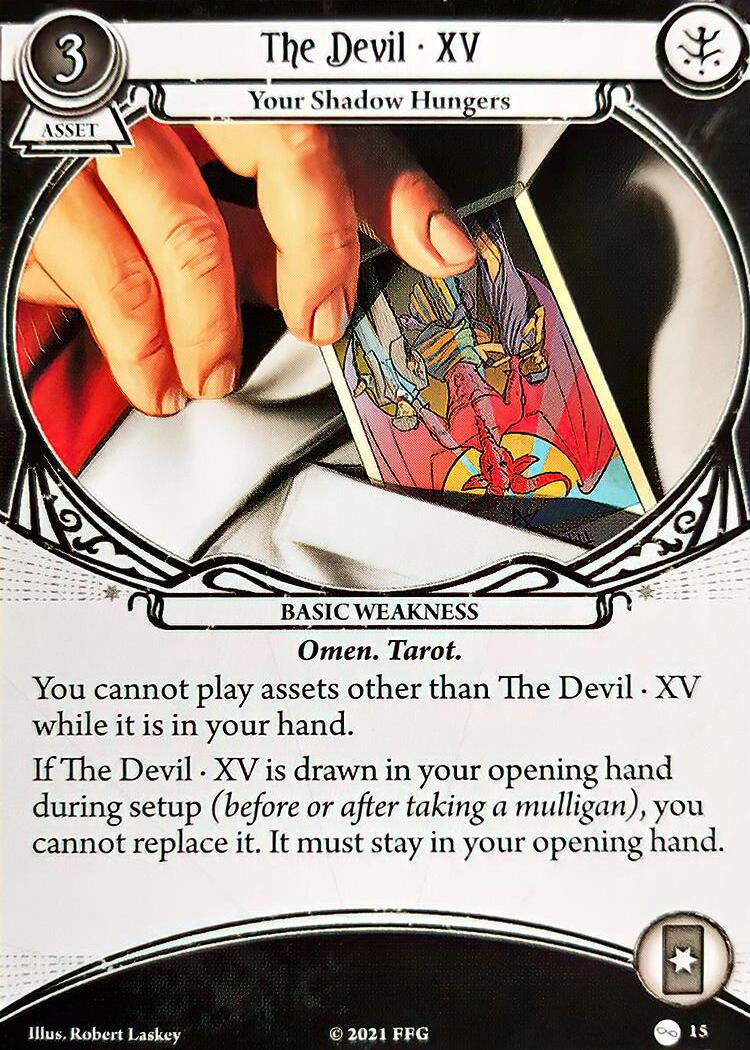 3
The Devil · XV
ASSET
Your Shadow Hungers
BASIC WEAKNESS
Omen. Tarot.
You cannot play assets other than The Devil · XV
while it is in your hand.
If The Devil · XV is drawn in your opening hand
during setup (before or after taking a mulligan), you
cannot replace it. It must stay in your opening hand.
Illus. Robert Laskey
© 2021 FFG
15